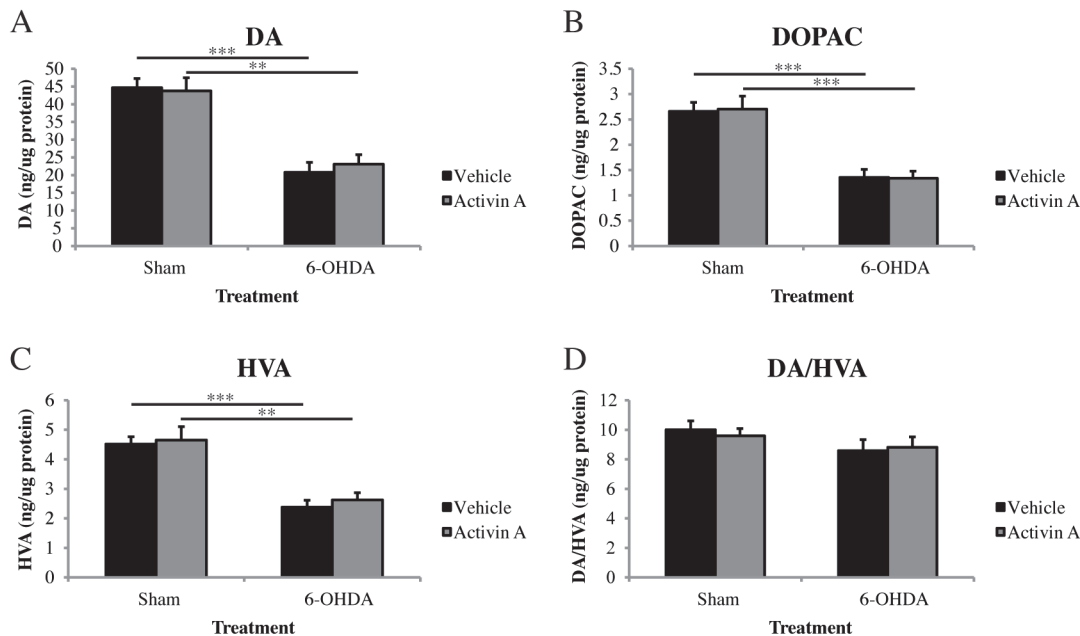 A
DA
***
**
DA (ng/ug protein)
50
45
40
35
30
25
20
15
10
5
0
Sham
6-OHDA
Treatment
Vehicle
Activin A
B
DOPAC
***
***
DOPAC (ng/ug protein)
3.5
3
2.5
2
1.5
1
0.5
0
Sham
6-OHDA
Treatment
Vehicle
Activin A
C
HVA
***
**
HVA (ng/ug protein)
6
5
4
3
2
1
0
Sham
6-OHDA
Treatment
Vehicle
Activin A
D
DA/HVA
DA/HVA (ng/ug protein)
12
10
8
6
4
2
0
Sham
6-OHDA
Treatment
Vehicle
Activin A